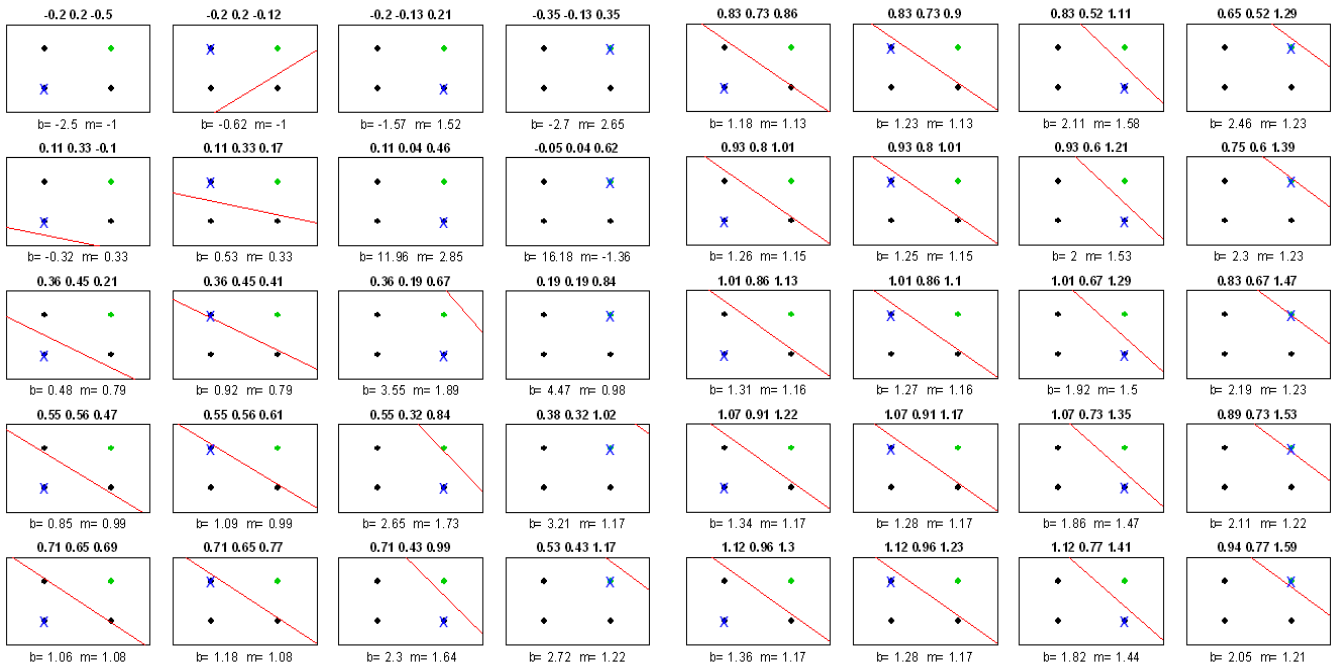 -0.2 0.2 -0.5
-0.2 0.2 -0.12
-0.2 -0.13 0.21
-0.35 -0.13 0.35
0.83 0.73 0.86
0.83 0.73 0.9
0.83 0.52 1.11
0.65 0.52 1.29
b= -2.5 m= -1
b= -0.62 m= -1
b= -1.57 m= 1.52
b= -2.7 m= 2.65
b= 1.18 m= 1.13
b= 1.23 m= 1.13
b= 2.11 m= 1.58
b= 2.46 m= 1.23
0.11 0.33 -0.1
0.11 0.33 0.17
0.11 0.04 0.46
-0.05 0.04 0.62
0.93 0.8 1.01
0.93 0.8 1.01
0.93 0.6 1.21
0.75 0.6 1.39
b= -0.32 m= 0.33
b= 0.53 m= 0.33
b= 11.96 m= 2.85
b= 16.18 m= -1.36
b= 1.26 m= 1.15
b= 1.25 m= 1.15
b= 2 m= 1.53
b= 2.3 m= 1.23
0.36 0.45 0.21
0.36 0.45 0.41
0.36 0.19 0.67
0.19 0.19 0.84
1.01 0.86 1.13
1.01 0.86 1.1
1.01 0.67 1.29
0.83 0.67 1.47
b= 0.48 m= 0.79
b= 0.92 m= 0.79
b= 3.55 m= 1.89
b= 4.47 m= 0.98
b= 1.31 m= 1.16
b= 1.27 m= 1.16
b= 1.92 m= 1.5
b= 2.19 m= 1.23
0.55 0.56 0.47
0.55 0.56 0.61
0.55 0.32 0.84
0.38 0.32 1.02
1.07 0.91 1.22
1.07 0.91 1.17
1.07 0.73 1.35
0.89 0.73 1.53
b= 0.85 m= 0.99
b= 1.09 m= 0.99
b= 2.65 m= 1.73
b= 3.21 m= 1.17
b= 1.34 m= 1.17
b= 1.28 m= 1.17
b= 1.86 m= 1.47
b= 2.11 m= 1.22
0.71 0.65 0.69
0.71 0.65 0.77
0.71 0.43 0.99
0.53 0.43 1.17
1.12 0.96 1.3
1.12 0.96 1.23
1.12 0.77 1.41
0.94 0.77 1.59
b= 1.06 m= 1.08
b= 1.18 m= 1.08
b= 2.3 m= 1.64
b= 2.72 m= 1.22
b= 1.36 m= 1.17
b= 1.28 m= 1.17
b= 1.82 m= 1.44
b= 2.05 m= 1.21